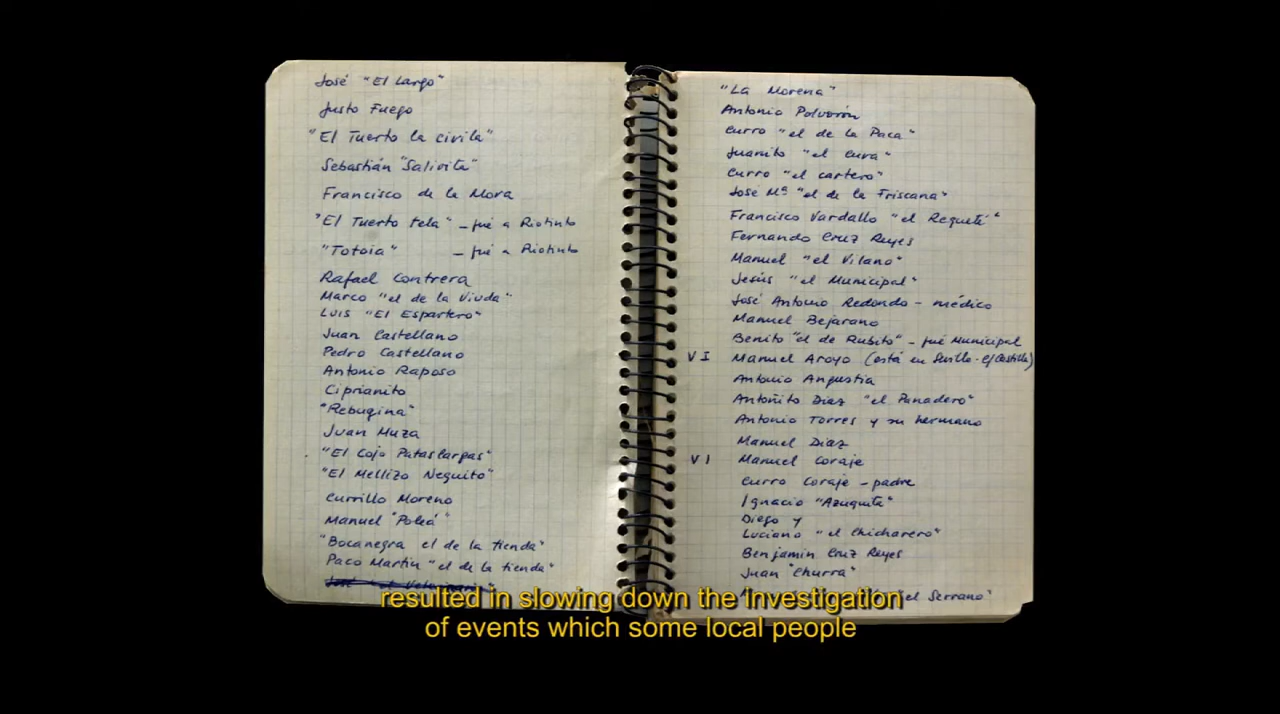 José "El Largo"
Justo Fuego
"El Tuerto la civila"
Sebastián "Salivita"
Francisco de la Mora
"El Tuerto tela" – fué a Riotinto
"Totoia" – fué a Riotinto
Rafael Contrera
Marco "el de la Viuda"
Luis "El Espartero"
Juan Castellano
Pedro Castellano
Antonio Raposo
Ciprianito
"Rebugina"
Juan Muza
"El Cojo Pataslargas"
"El Mellizo Neguito"
Currillo Moreno
Manuel "Poleá"
"Bocanegra el de la tienda"
Paco Martin "el de la tienda"
"La Morena"
Antonio Polvorón
Curro "el de la Paca"
Juanito "el cura"
Curro "el cartero"
José Mª "el de la Friscana"
Francisco Vardallo "el Requeté"
Fernando Cruz Reyes
Manuel "el Vilano"
Jesús "el Municipal"
José Antonio Redondo – médico
Manuel Bejarano
Benito "el de Rubito" – fué Municipal
VI Manuel Aroyo (está en Sevilla -
Antonio Angustia
Antoñito Diaz "el Panadero"
Antonio Torres y su hermano
Manuel Diaz
VI Manuel Coraje
Curro Coraje – padre
Ignacio "Azuquita"
Diego y
Luciano "el Chicharero"
Benjamin Cruz Reyes
Juan "Churra"
el Serrano"
resulted in slowing down the investigation
of events which some local people